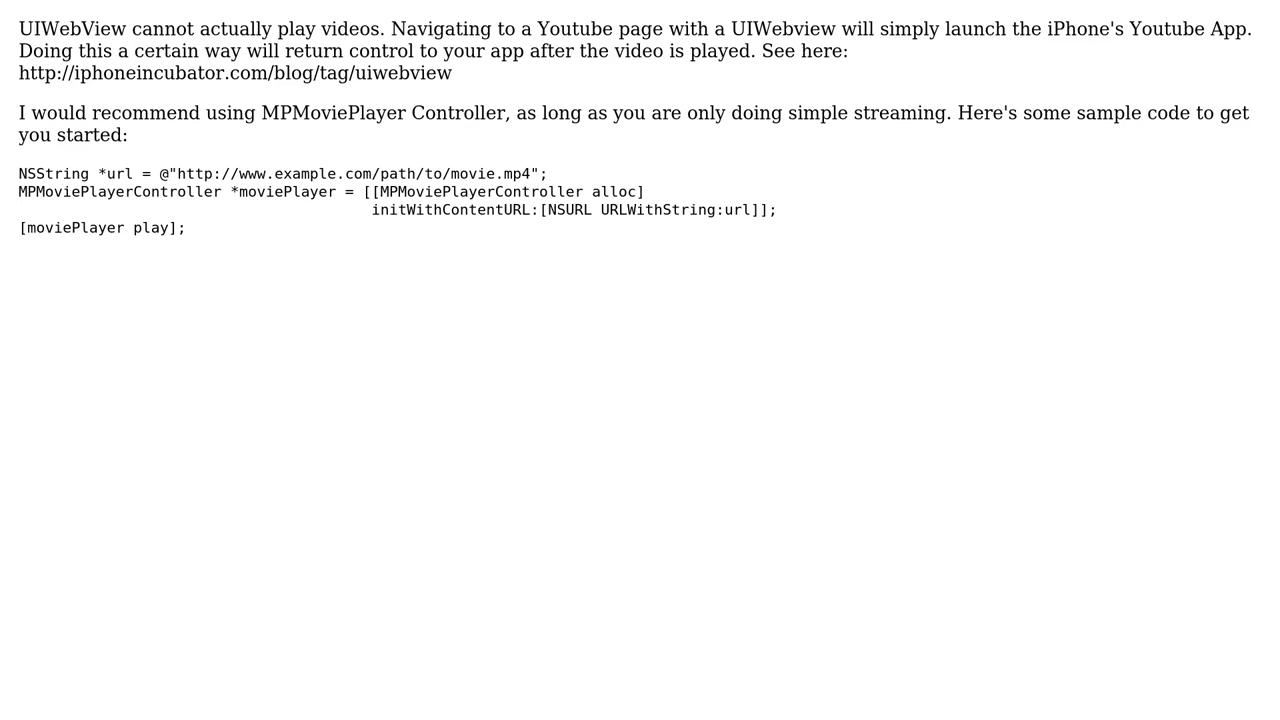 UIWebView cannot actually play videos. Navigating to a Youtube page with a UIWebview will simply launch the iPhone's Youtube App.
Doing this a certain way will return control to your app after the video is played. See here:
http://iphoneincubator.com/blog/tag/uiwebview
I would recommend using MPMoviePlayer Controller, as long as you are only doing simple streaming. Here's some sample code to get
you started:
NSString *url = @"http://www.example.com/path/to/movie.mp4";
MPMoviePlayerController *moviePlayer = [[MPMoviePlayerController alloc]
                                        initWithContentURL:[NSURL URLWithString:url]];
[moviePlayer play];